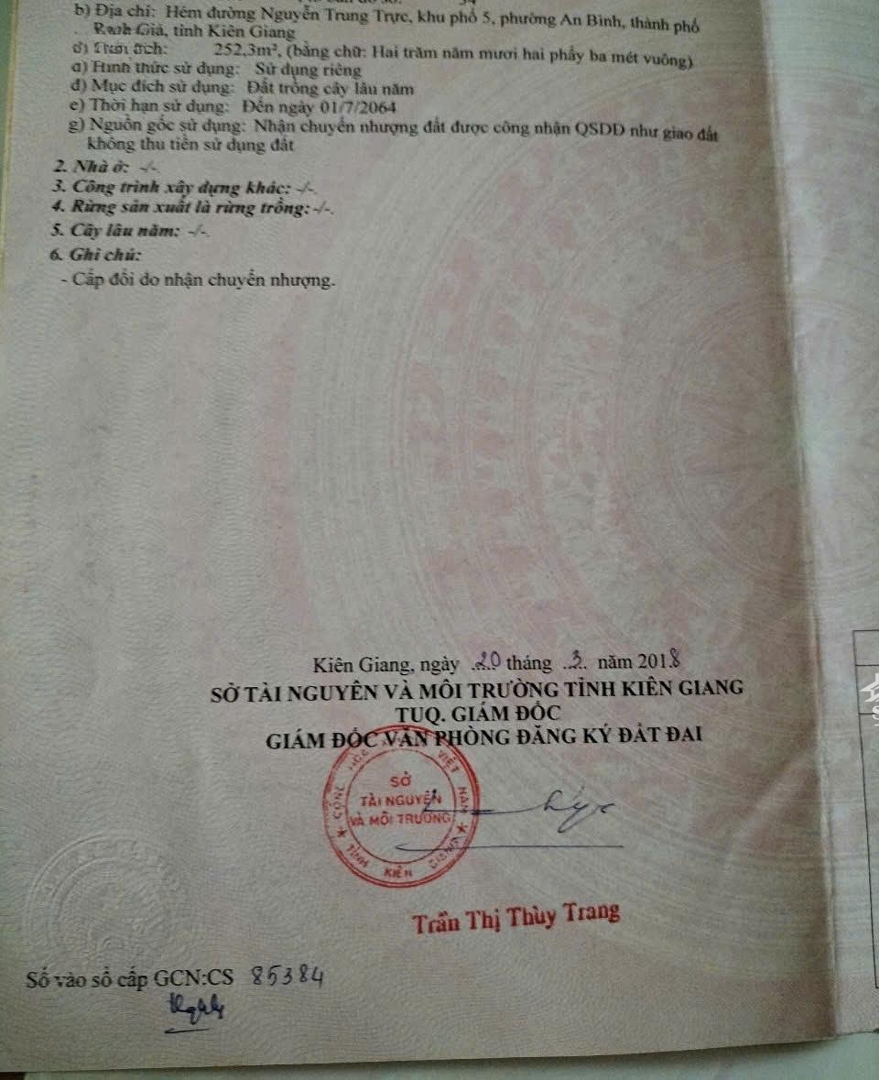 b) Địa chỉ: Hẻm đường Nguyễn Trung Trực, khu phố 5, phường An Bình, thành phố
Rạch Giá, tỉnh Kiên Giang
c) Diện tích: 252,3m², (bằng chữ: Hai trăm năm mươi hai phẩy ba mét vuông)
d) Hình thức sử dụng: Sử dụng riêng
đ) Mục đích sử dụng: Đất trồng cây lâu năm
e) Thời hạn sử dụng: Đến ngày 01/7/2064
g) Nguồn gốc sử dụng: Nhận chuyển nhượng đất được công nhận QSDĐ như giao đất
không thu tiền sử dụng đất
2. Nhà ở: -/-.
3. Công trình xây dựng khác: -/-.
4. Rừng sản xuất là rừng trồng: -/-.
5. Cây lâu năm: -/-.
6. Ghi chú:
- Cấp đổi do nhận chuyển nhượng.
Kiên Giang, ngày 20 tháng 3 năm 2018
SỞ TÀI NGUYÊN VÀ MÔI TRƯỜNG TỈNH KIÊN GIANG
TUQ. GIÁM ĐỐC
GIÁM ĐỐC VĂN PHÒNG ĐĂNG KÝ ĐẤT ĐAI
SỞ
TÀI NGUYÊN
VÀ MÔI TRƯỜNG
VIỆT NAM
TỈNH KIÊN GIANG
Trần Thị Thùy Trang
Số vào sổ cấp GCN:CS 85384